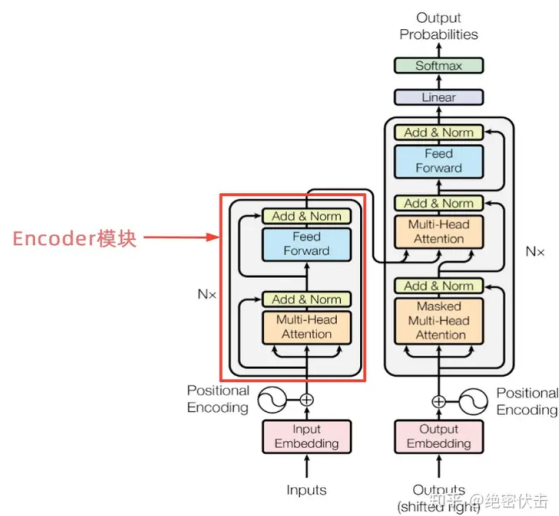 Output
Probabilities
Softmax
Linear
Add & Norm
Feed
Forward
Add & Norm
Multi-Head
Attention
Add & Norm
Masked
Multi-Head
Attention
N×
Encoder模块
Add & Norm
Feed
Forward
N×
Add & Norm
Multi-Head
Attention
Positional
Encoding
Positional
Encoding
Input
Embedding
Output
Embedding
Inputs
Outputs
(shifted right)
知乎 @绝密伏击